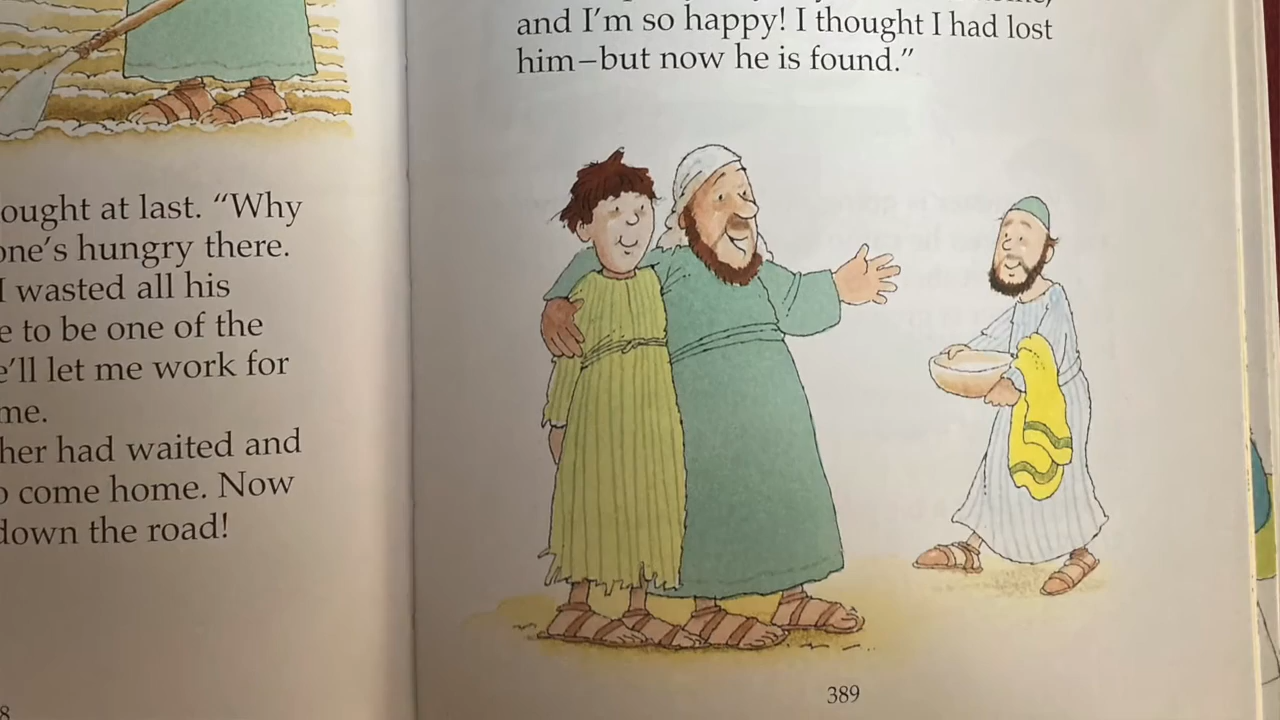 ought at last. “Why
one’s hungry there.
I wasted all his
e to be one of the
e’ll let me work for
me.
her had waited and
o come home. Now
down the road!
8
and I’m so happy! I thought I had lost
him–but now he is found.”
389